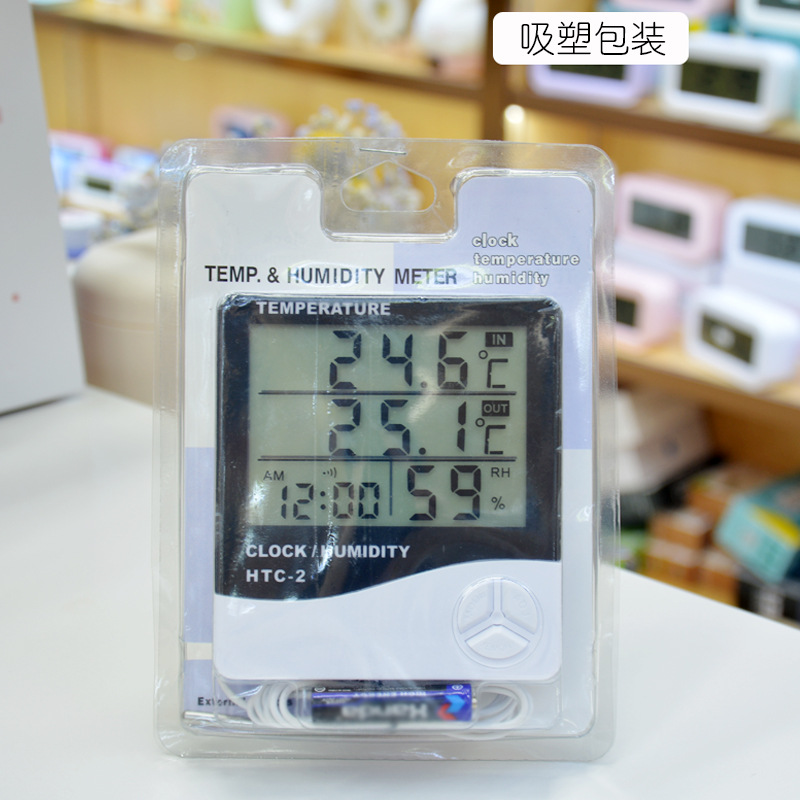 吸塑包装
clock
temperature
humidity
TEMP. & HUMIDITY METER
TEMPERATURE
IN
24.6 °C
OUT
25.1 °C
AM
12:00
RH
59 %
CLOCK/HUMIDITY
HTC-2